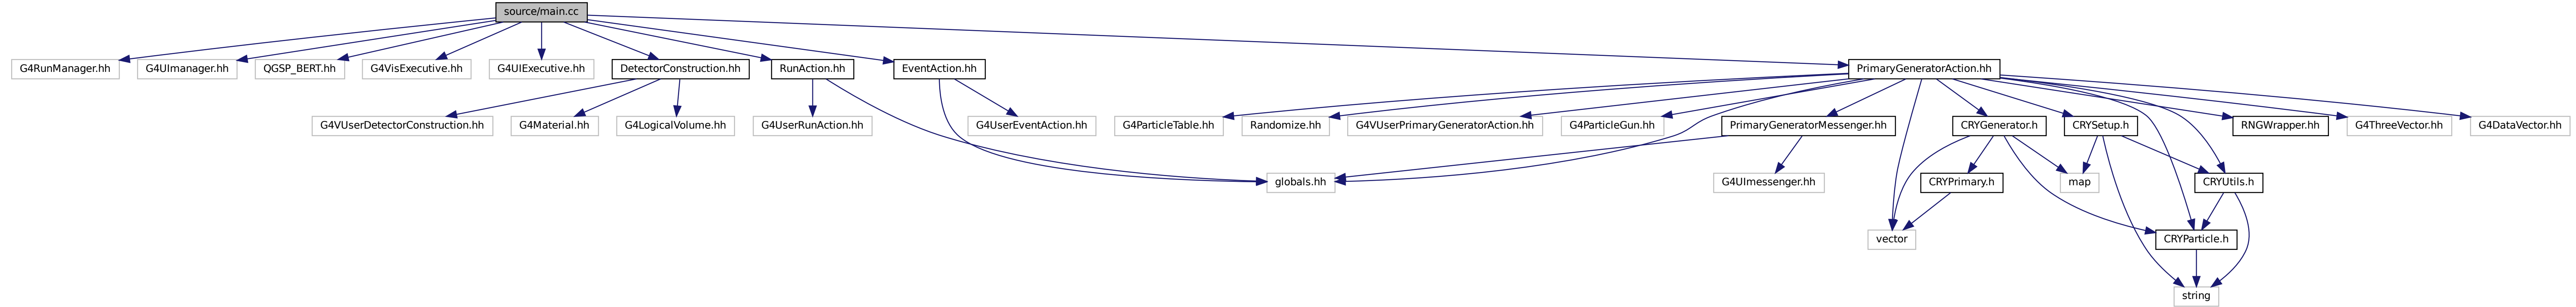 source/main.cc
G4RunManager.hh
G4UImanager.hh
QGSP_BERT.hh
G4VisExecutive.hh
G4UIExecutive.hh
DetectorConstruction.hh
RunAction.hh
EventAction.hh
PrimaryGeneratorAction.hh
G4VUserDetectorConstruction.hh
G4Material.hh
G4LogicalVolume.hh
G4UserRunAction.hh
G4UserEventAction.hh
G4ParticleTable.hh
Randomize.hh
G4VUserPrimaryGeneratorAction.hh
G4ParticleGun.hh
PrimaryGeneratorMessenger.hh
CRYGenerator.h
CRYSetup.h
RNGWrapper.hh
G4ThreeVector.hh
G4DataVector.hh
globals.hh
G4UImessenger.hh
CRYPrimary.h
map
CRYUtils.h
vector
CRYParticle.h
string